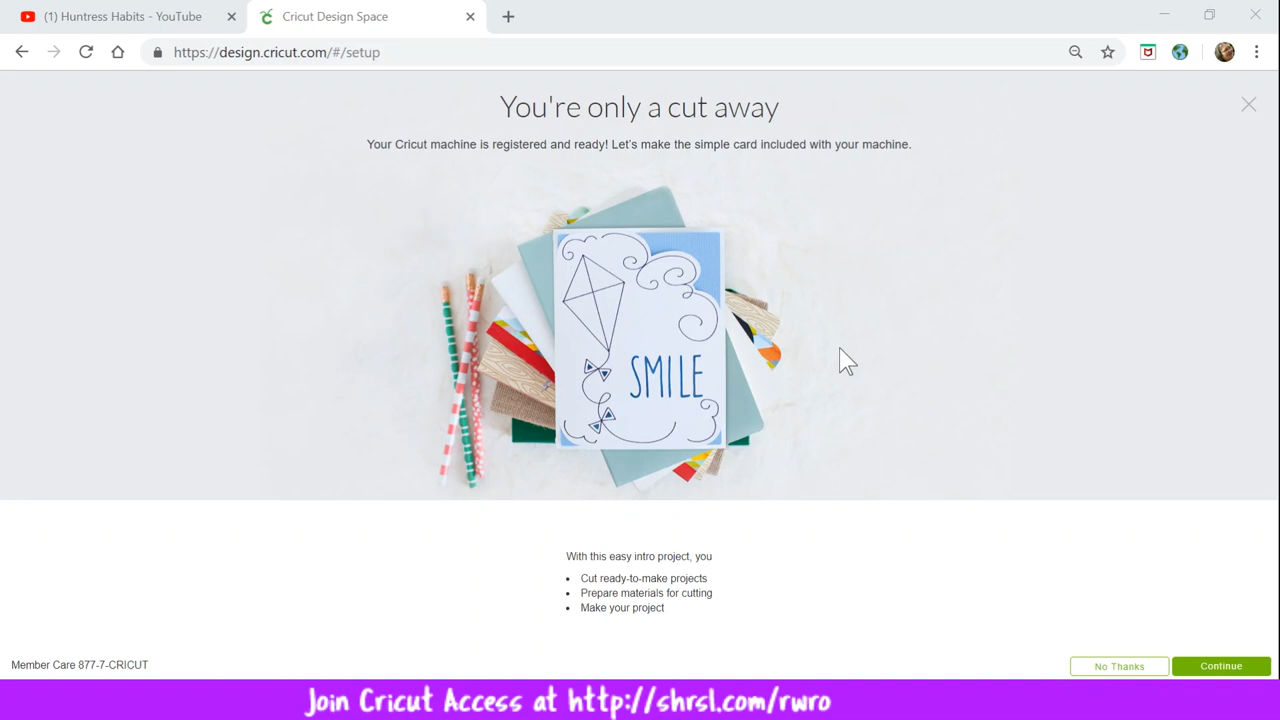 (1) Huntress Habits - YouTube
Cricut Design Space
https://design.cricut.com/#/setup
You're only a cut away
Your Cricut machine is registered and ready! Let's make the simple card included with your machine.
SMILE
With this easy intro project, you
• Cut ready-to-make projects
• Prepare materials for cutting
• Make your project
Member Care 877-7-CRICUT
No Thanks
Continue
Join Cricut Access at http://shrsl.com/rwro